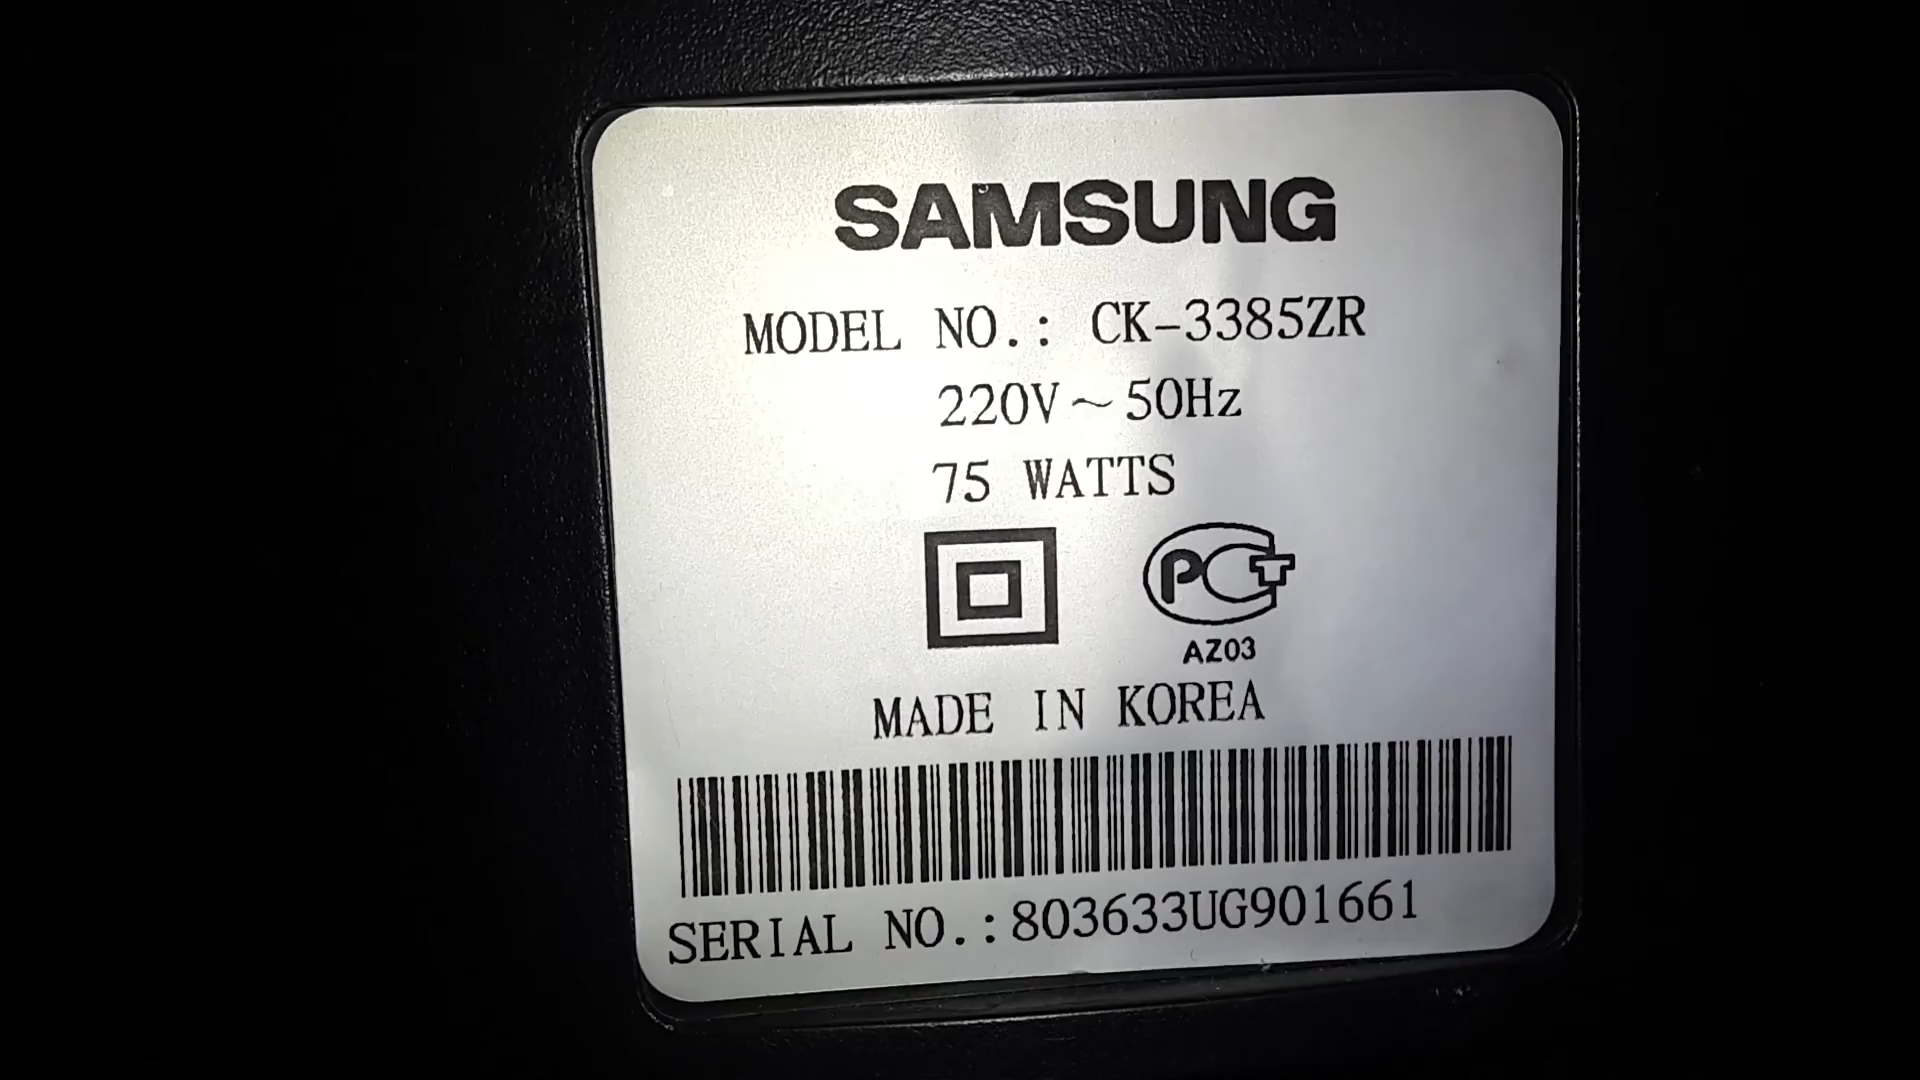 SAMSUNG
MODEL NO.: CK-3385ZR
220V~50Hz
75 WATTS
PCT
AZ03
MADE IN KOREA
SERIAL NO.:803633UG901661